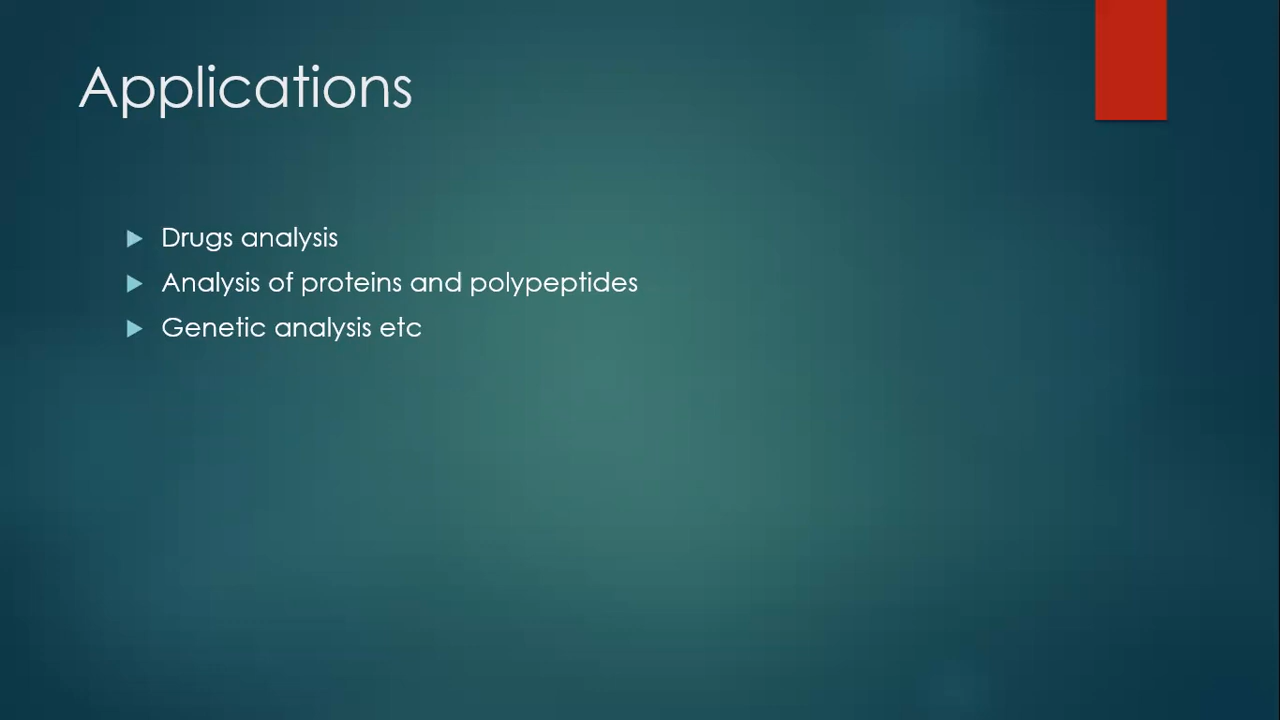 Applications
Drugs analysis
Analysis of proteins and polypeptides
Genetic analysis etc